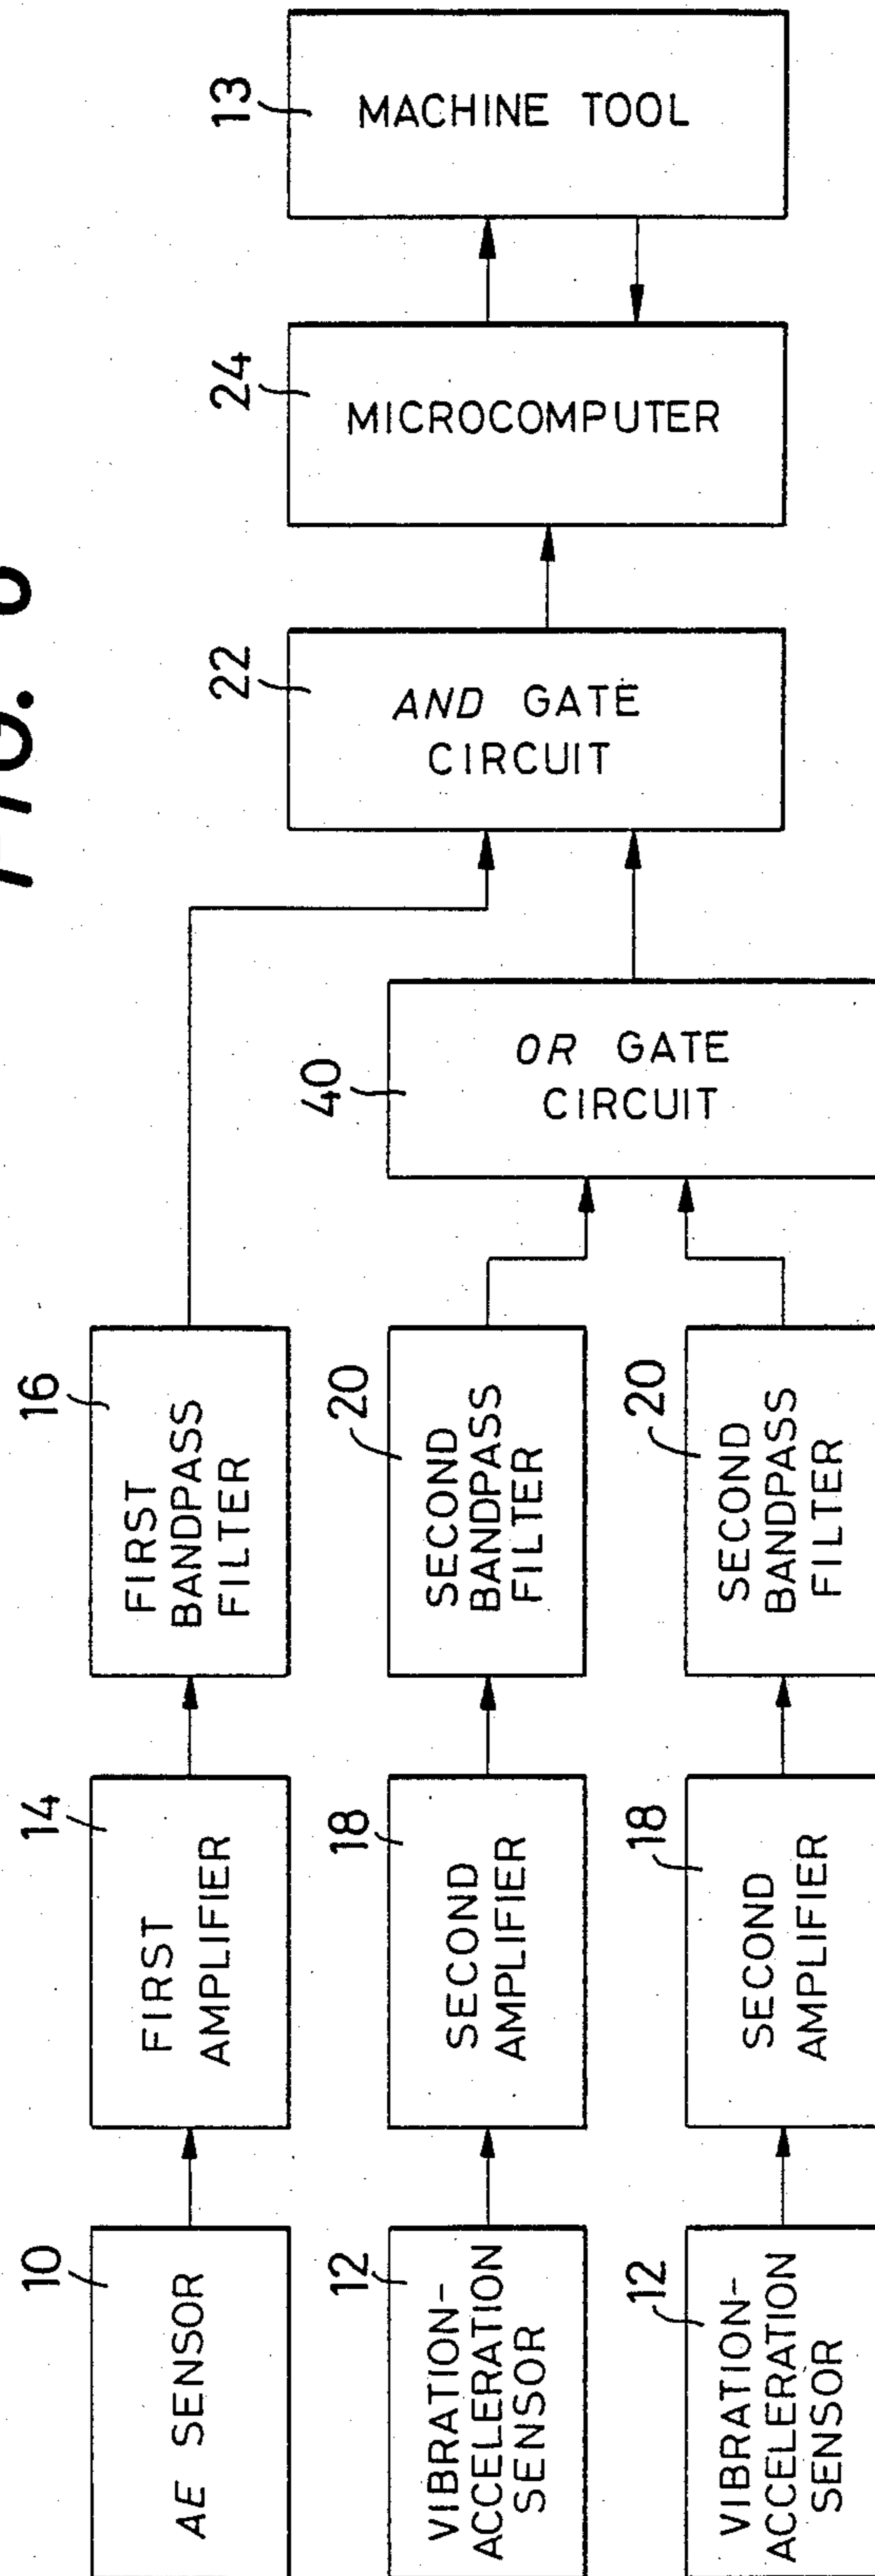 FIG.
10
AE SENSOR
14
FIRST
AMPLIFIER
16
FIRST
BANDPASS
FILTER
12
VIBRATION-
ACCELERATION
SENSOR
18
SECOND
AMPLIFIER
20
SECOND
BANDPASS
FILTER
12
VIBRATION-
ACCELERATION
SENSOR
18
SECOND
AMPLIFIER
20
SECOND
BANDPASS
FILTER
40
OR GATE
CIRCUIT
22
AND GATE
CIRCUIT
24
MICROCOMPUTER
13
MACHINE TOOL